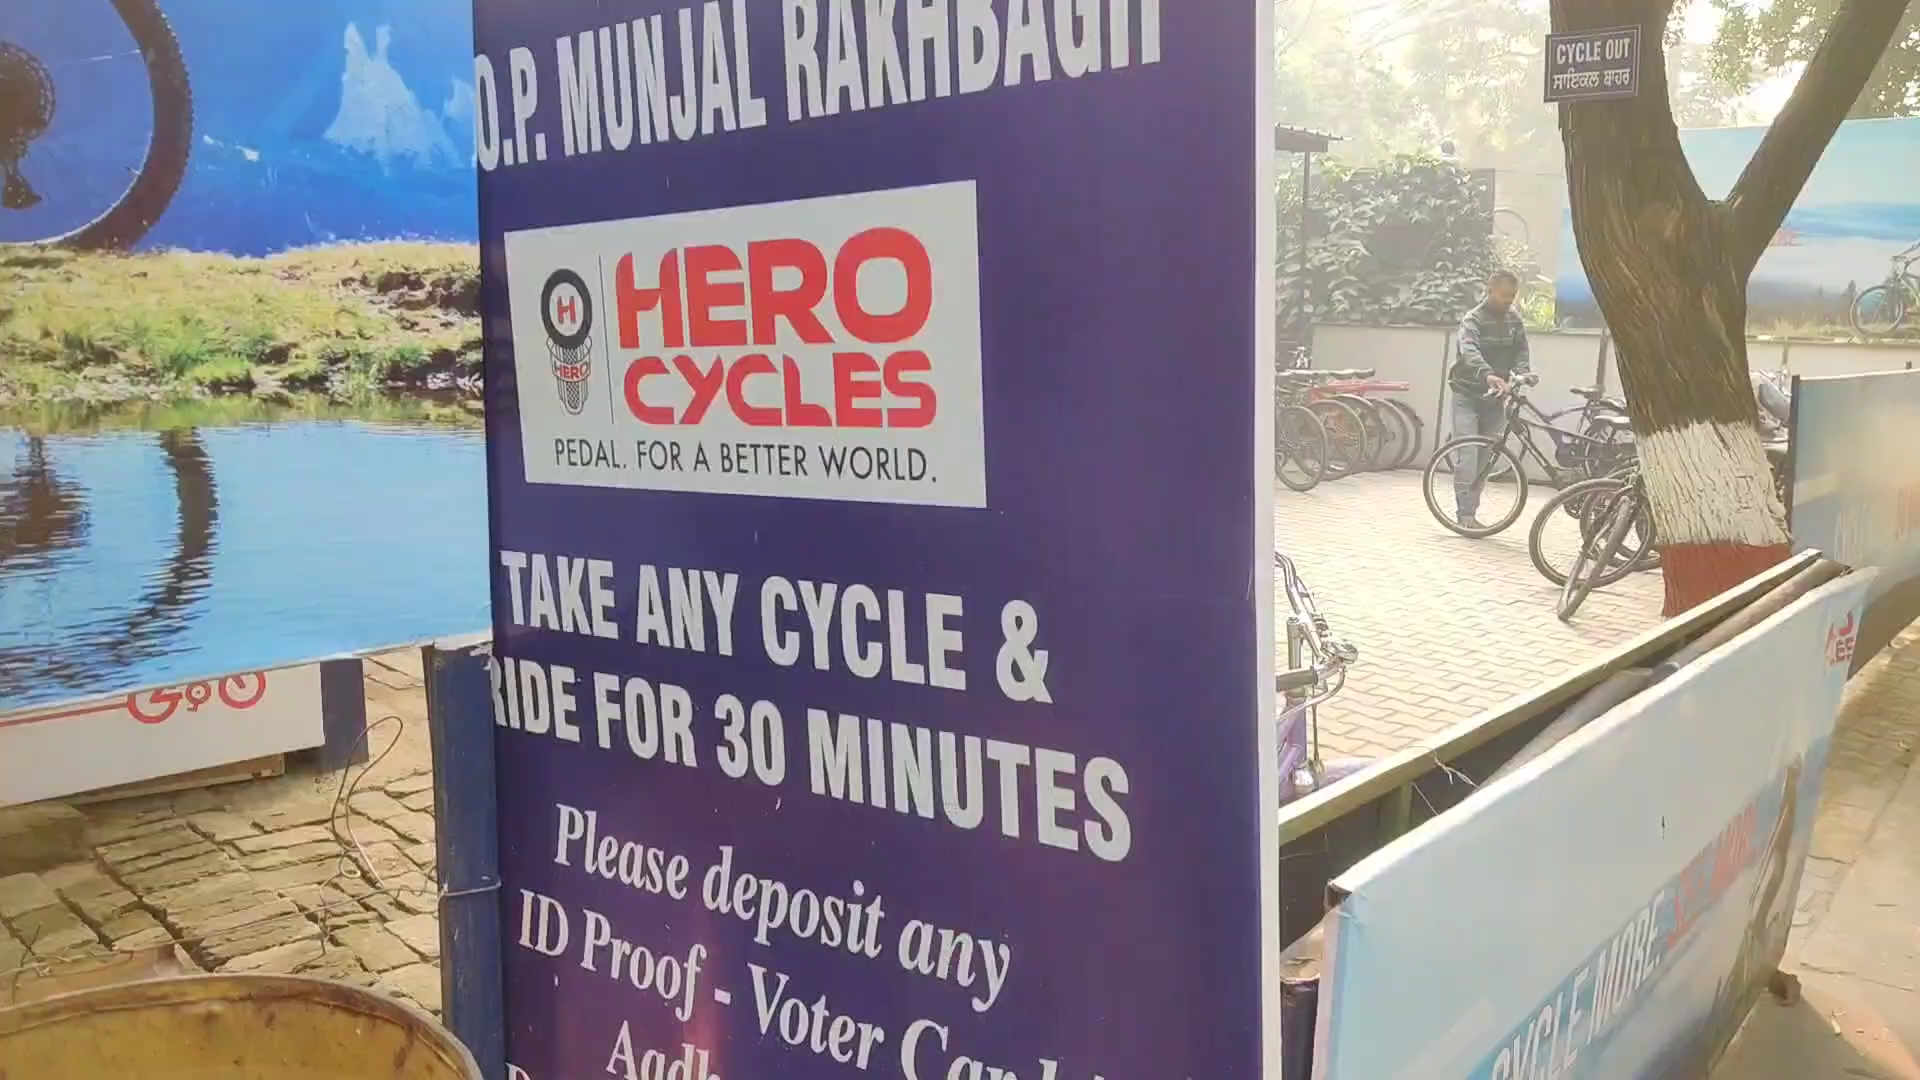 O.P. MUNJAL RAKHBAGH
H
HERO
HERO
CYCLES
PEDAL. FOR A BETTER WORLD.
TAKE ANY CYCLE &
RIDE FOR 30 MINUTES
Please deposit any
ID Proof - Voter Card
CYCLE OUT
ਸਾਇਕਲ ਬਾਹਰ
CYCLE MORE.